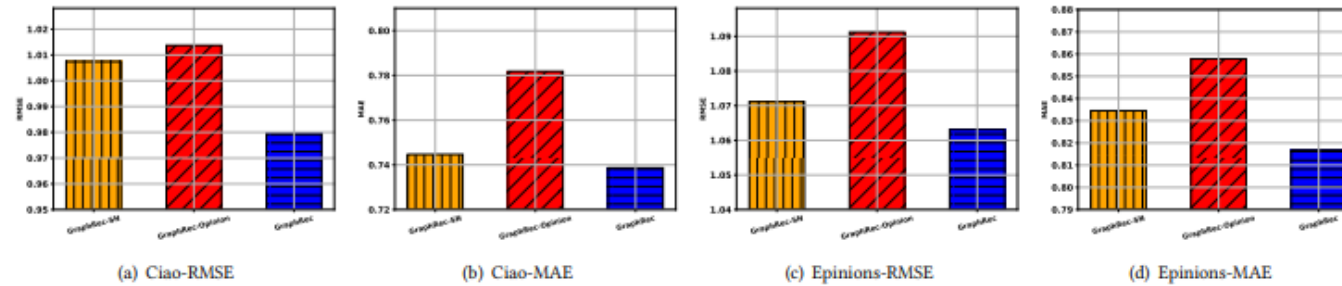 RMSE
1.02
1.01
1.00
0.99
0.98
0.97
0.96
0.95
GraphRec-SN
GraphRec-Opinion
GraphRec
(a) Ciao-RMSE
MAE
0.80
0.78
0.76
0.74
0.72
GraphRec-SN
GraphRec-Opinion
GraphRec
(b) Ciao-MAE
RMSE
1.09
1.08
1.07
1.06
1.05
1.04
GraphRec-SN
GraphRec-Opinion
GraphRec
(c) Epinions-RMSE
MAE
0.88
0.87
0.86
0.85
0.84
0.83
0.82
0.81
0.80
0.79
GraphRec-SN
GraphRec-Opinion
GraphRec
(d) Epinions-MAE